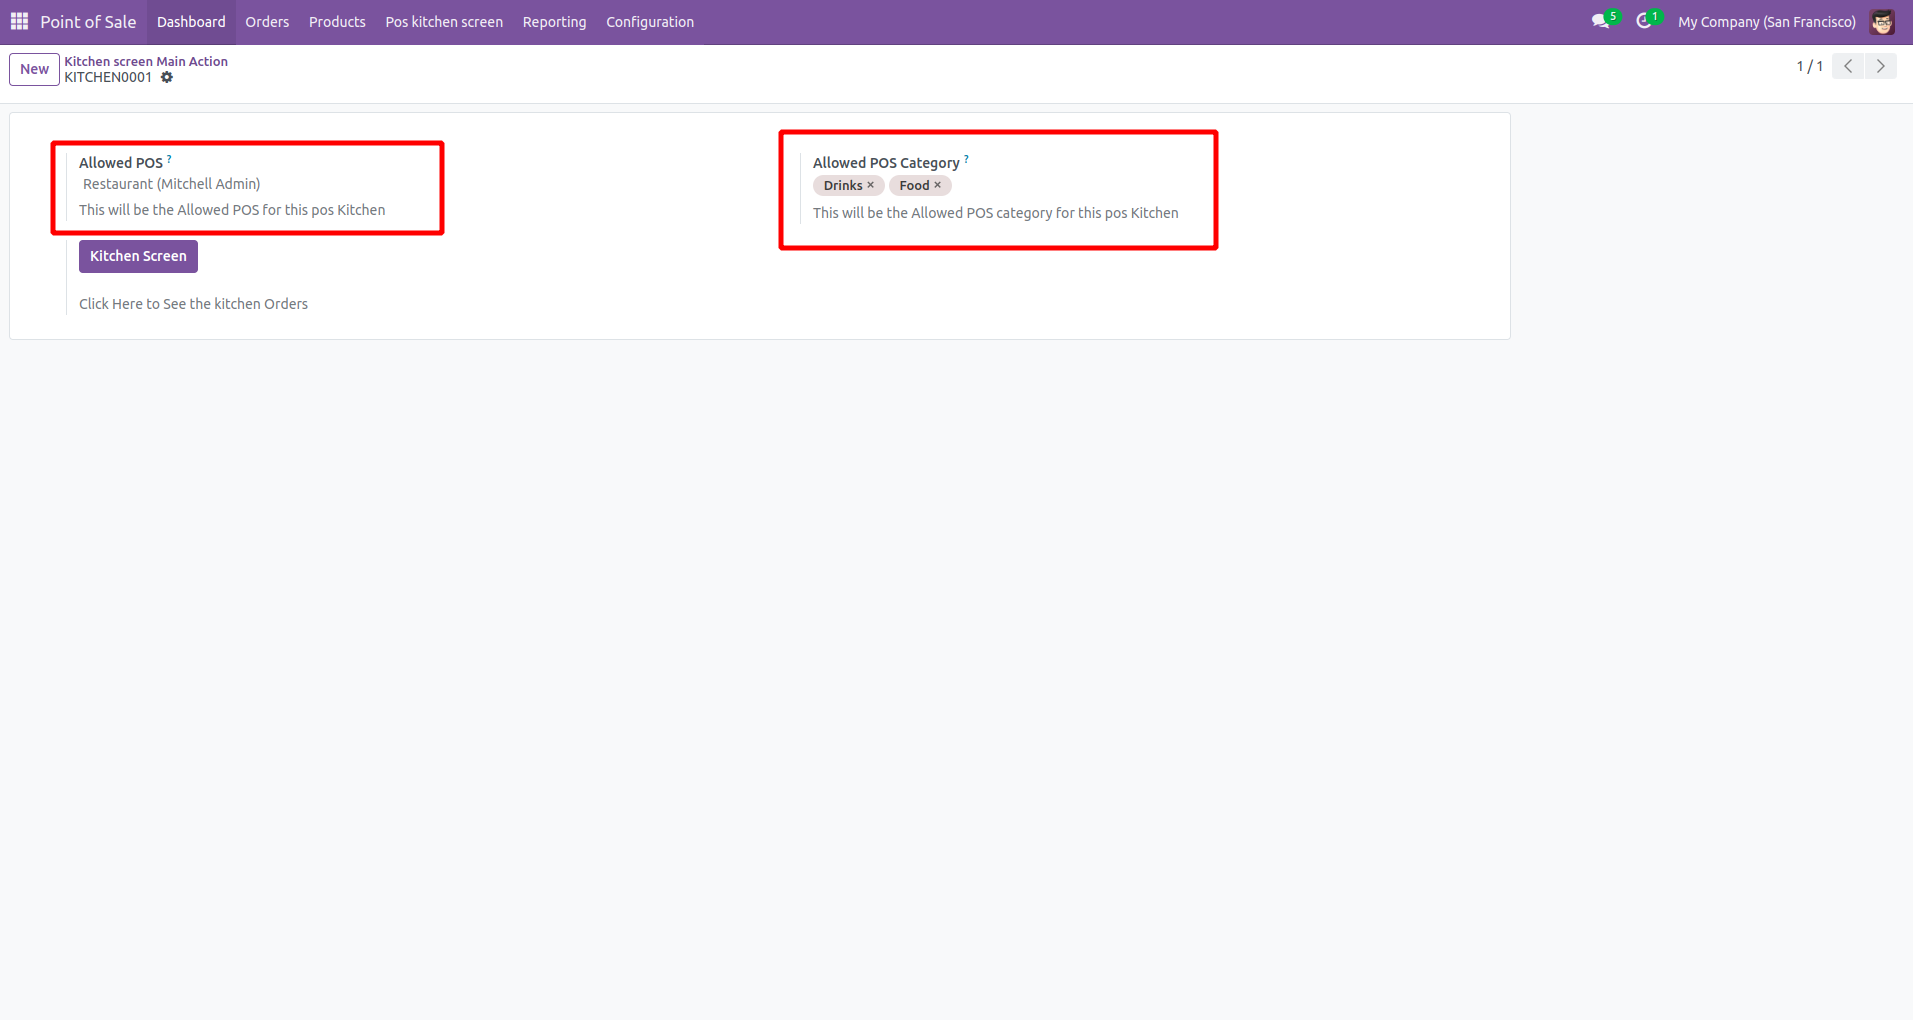 Point of Sale Dashboard Orders Products Pos kitchen screen Reporting Configuration 5 1 My Company (San Francisco)
New
Kitchen screen Main Action
KITCHEN0001
1 / 1
Allowed POS ?
Restaurant (Mitchell Admin)
This will be the Allowed POS for this pos Kitchen
Allowed POS Category ?
Drinks × Food ×
This will be the Allowed POS category for this pos Kitchen
Kitchen Screen
Click Here to See the kitchen Orders